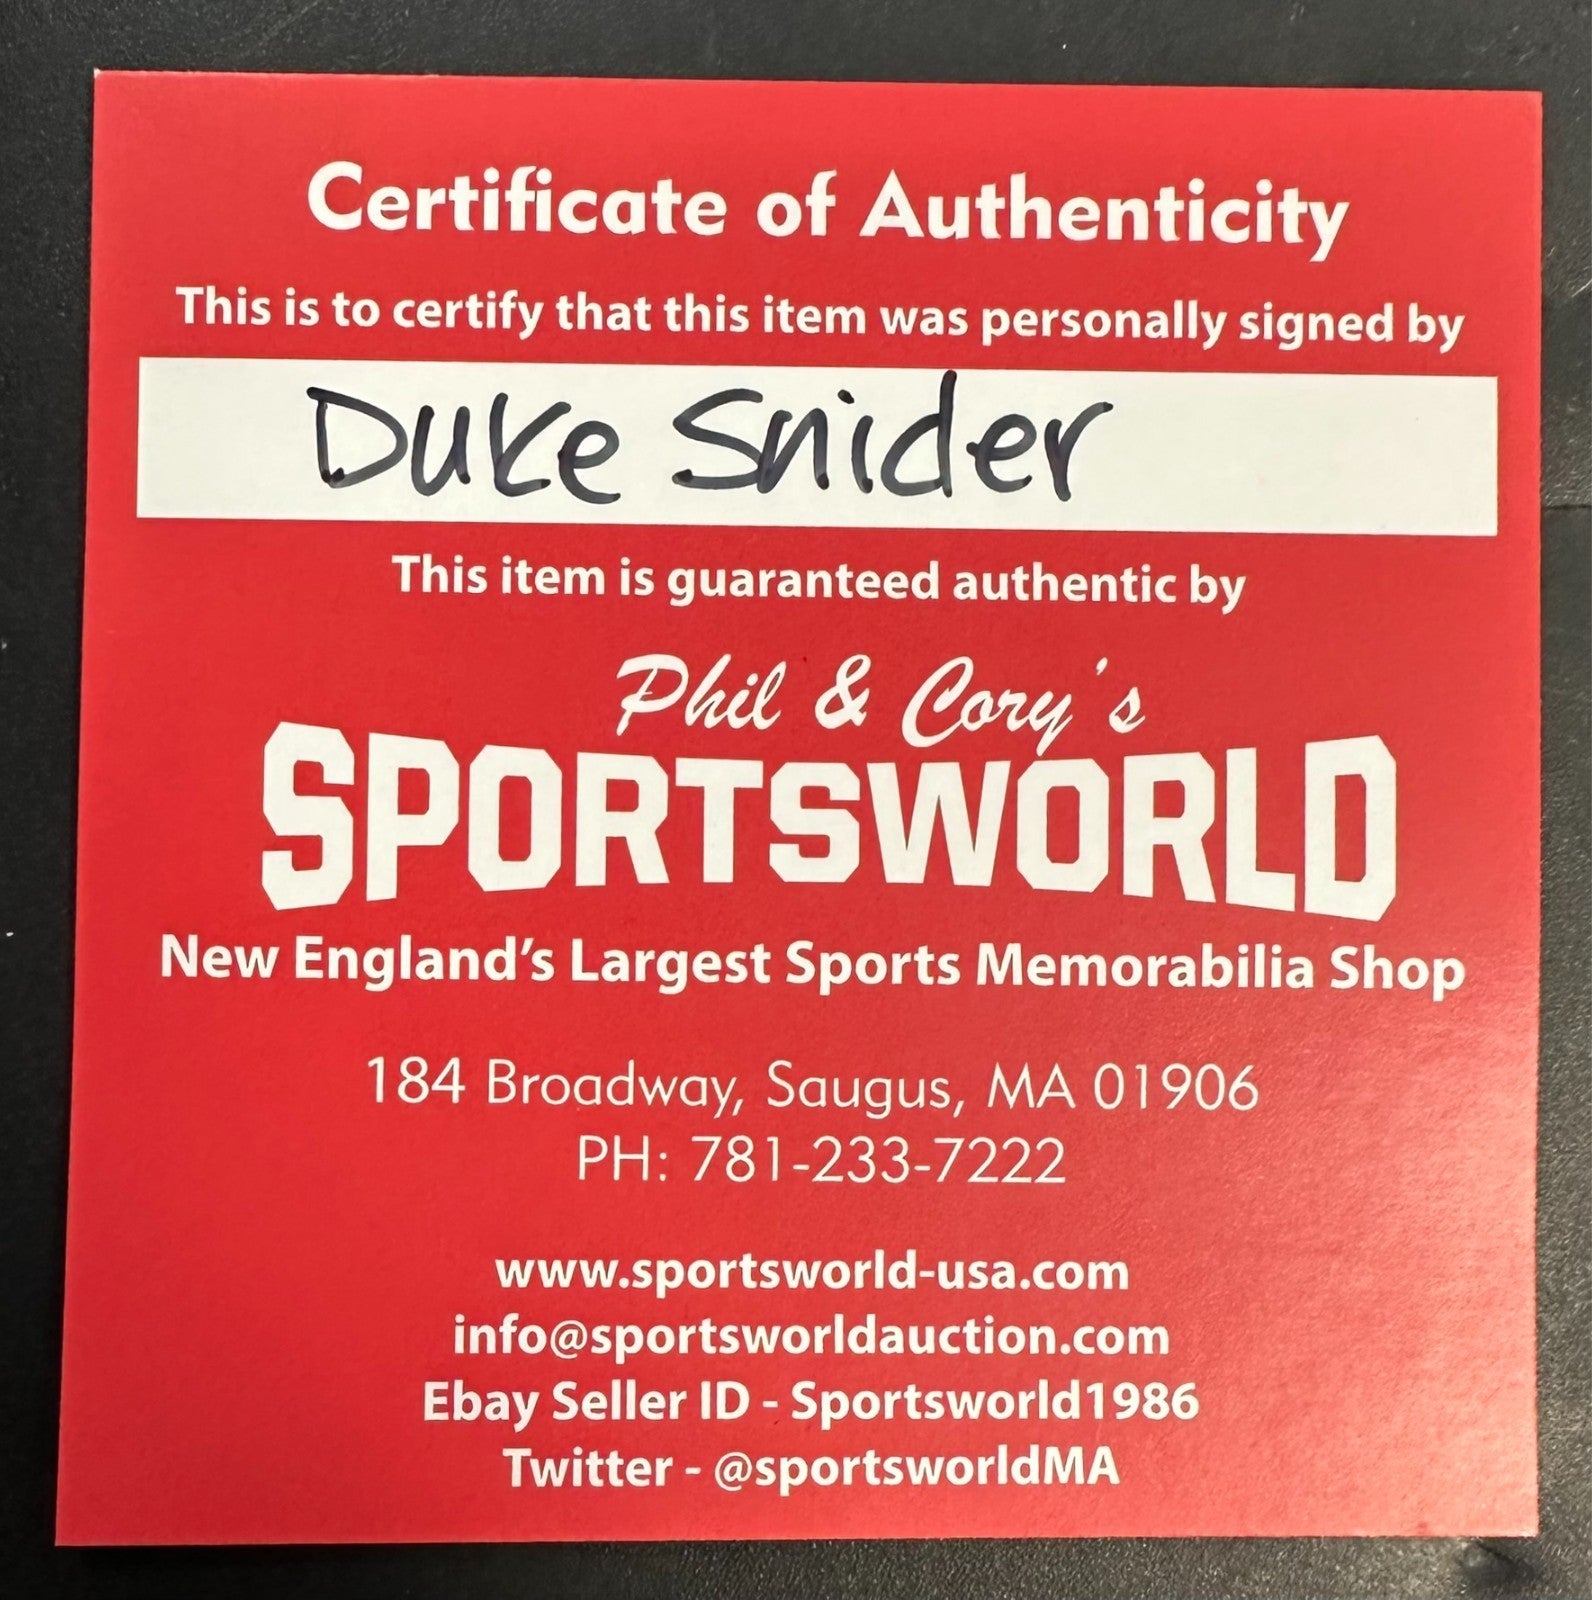 Certificate of Authenticity
This is to certify that this item was personally signed by
Duke Snider
This item is guaranteed authentic by
Phil & Cory's
SPORTSWORLD
New England's Largest Sports Memorabilia Shop
184 Broadway, Saugus, MA 01906
PH: 781-233-7222
www.sportsworld-usa.com
info@sportsworldauction.com
Ebay Seller ID - Sportsworld1986
Twitter - @sportsworldMA